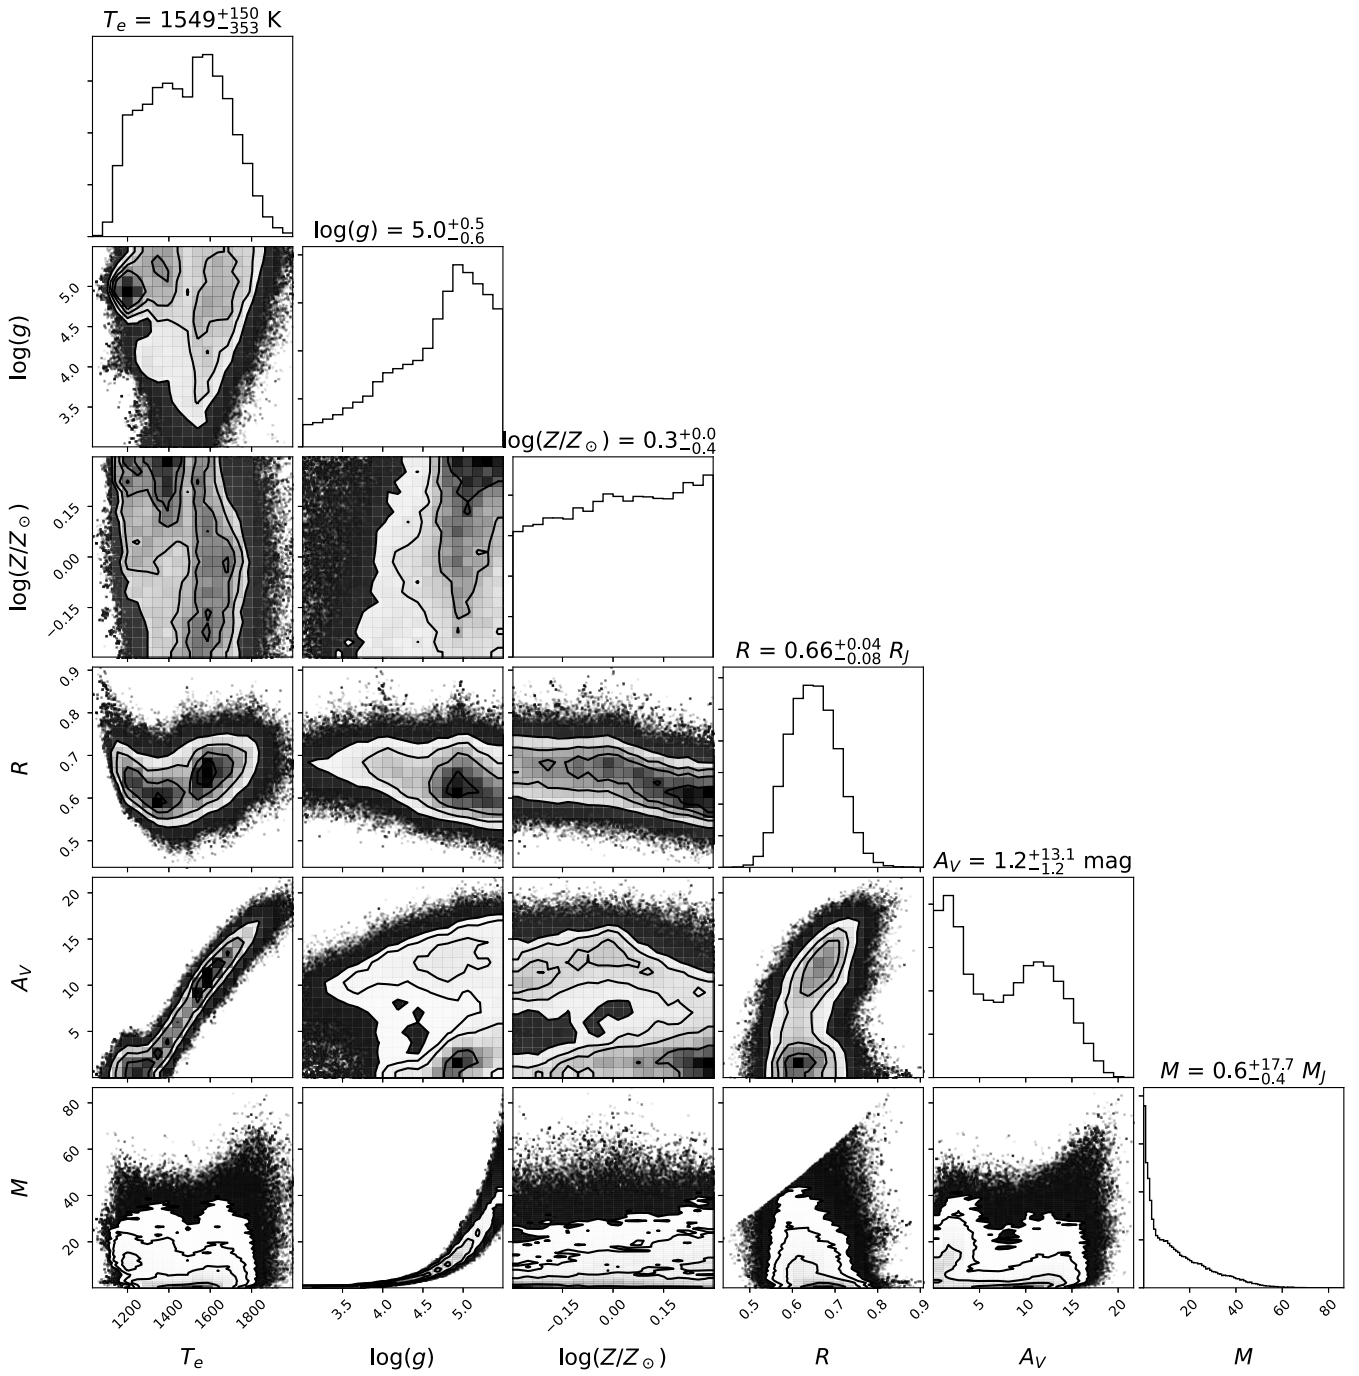 T_e = 1549^{+150}_{-353} K
log(g) = 5.0^{+0.5}_{-0.6}
log(g)
5.0
4.5
4.0
3.5
log(Z/Z_⊙) = 0.3^{+0.0}_{-0.4}
log(Z/Z_⊙)
0.15
0.00
−0.15
R = 0.66^{+0.04}_{-0.08} R_J
R
0.9
0.8
0.7
0.6
0.5
A_V = 1.2^{+13.1}_{-1.2} mag
A_V
20
15
10
5
M = 0.6^{+17.7}_{-0.4} M_J
M
80
60
40
20
1200 1400 1600 1800
3.5 4.0 4.5 5.0
−0.15 0.00 0.15
0.5 0.6 0.7 0.8 0.9
5 10 15 20
20 40 60 80
T_e log(g) log(Z/Z_⊙) R A_V M